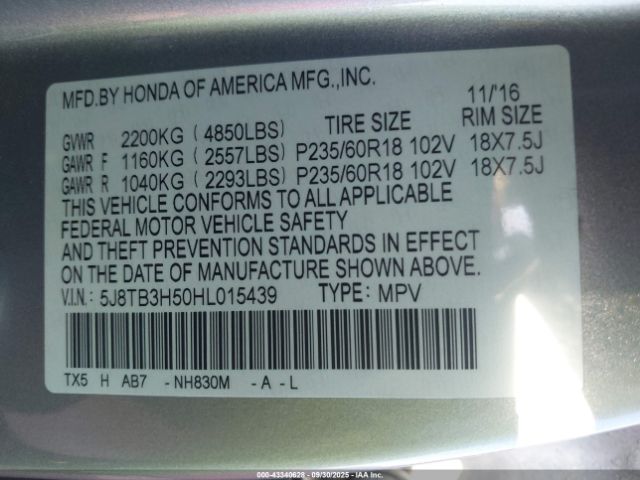 MFD.BY HONDA OF AMERICA MFG.,INC. 11/'16
GVWR 2200KG ( 4850LBS) TIRE SIZE RIM SIZE
GAWR F 1160KG ( 2557LBS) P235/60R18 102V 18X7.5J
GAWR R 1040KG ( 2293LBS) P235/60R18 102V 18X7.5J
THIS VEHICLE CONFORMS TO ALL APPLICABLE
FEDERAL MOTOR VEHICLE SAFETY
AND THEFT PREVENTION STANDARDS IN EFFECT
ON THE DATE OF MANUFACTURE SHOWN ABOVE.
V.I.N.: 5J8TB3H50HL015439 TYPE: MPV
TX5 H AB7 -NH830M -A-L
000-43340628 - 09/30/2025 - IAA Inc.